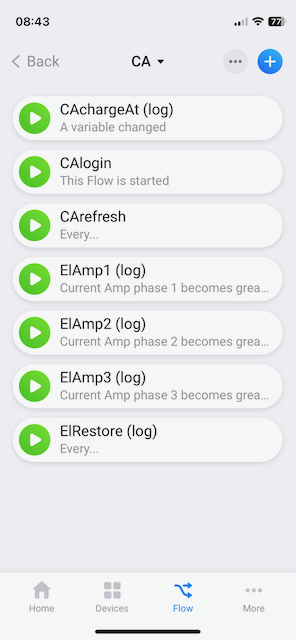 08:43
77
Back
CA
CAchargeAt (log)
A variable changed
CAlogin
This Flow is started
CArefresh
Every...
ElAmp1 (log)
Current Amp phase 1 becomes grea...
ElAmp2 (log)
Current Amp phase 2 becomes grea...
ElAmp3 (log)
Current Amp phase 3 becomes grea...
ElRestore (log)
Every...
Home
Devices
Flow
More